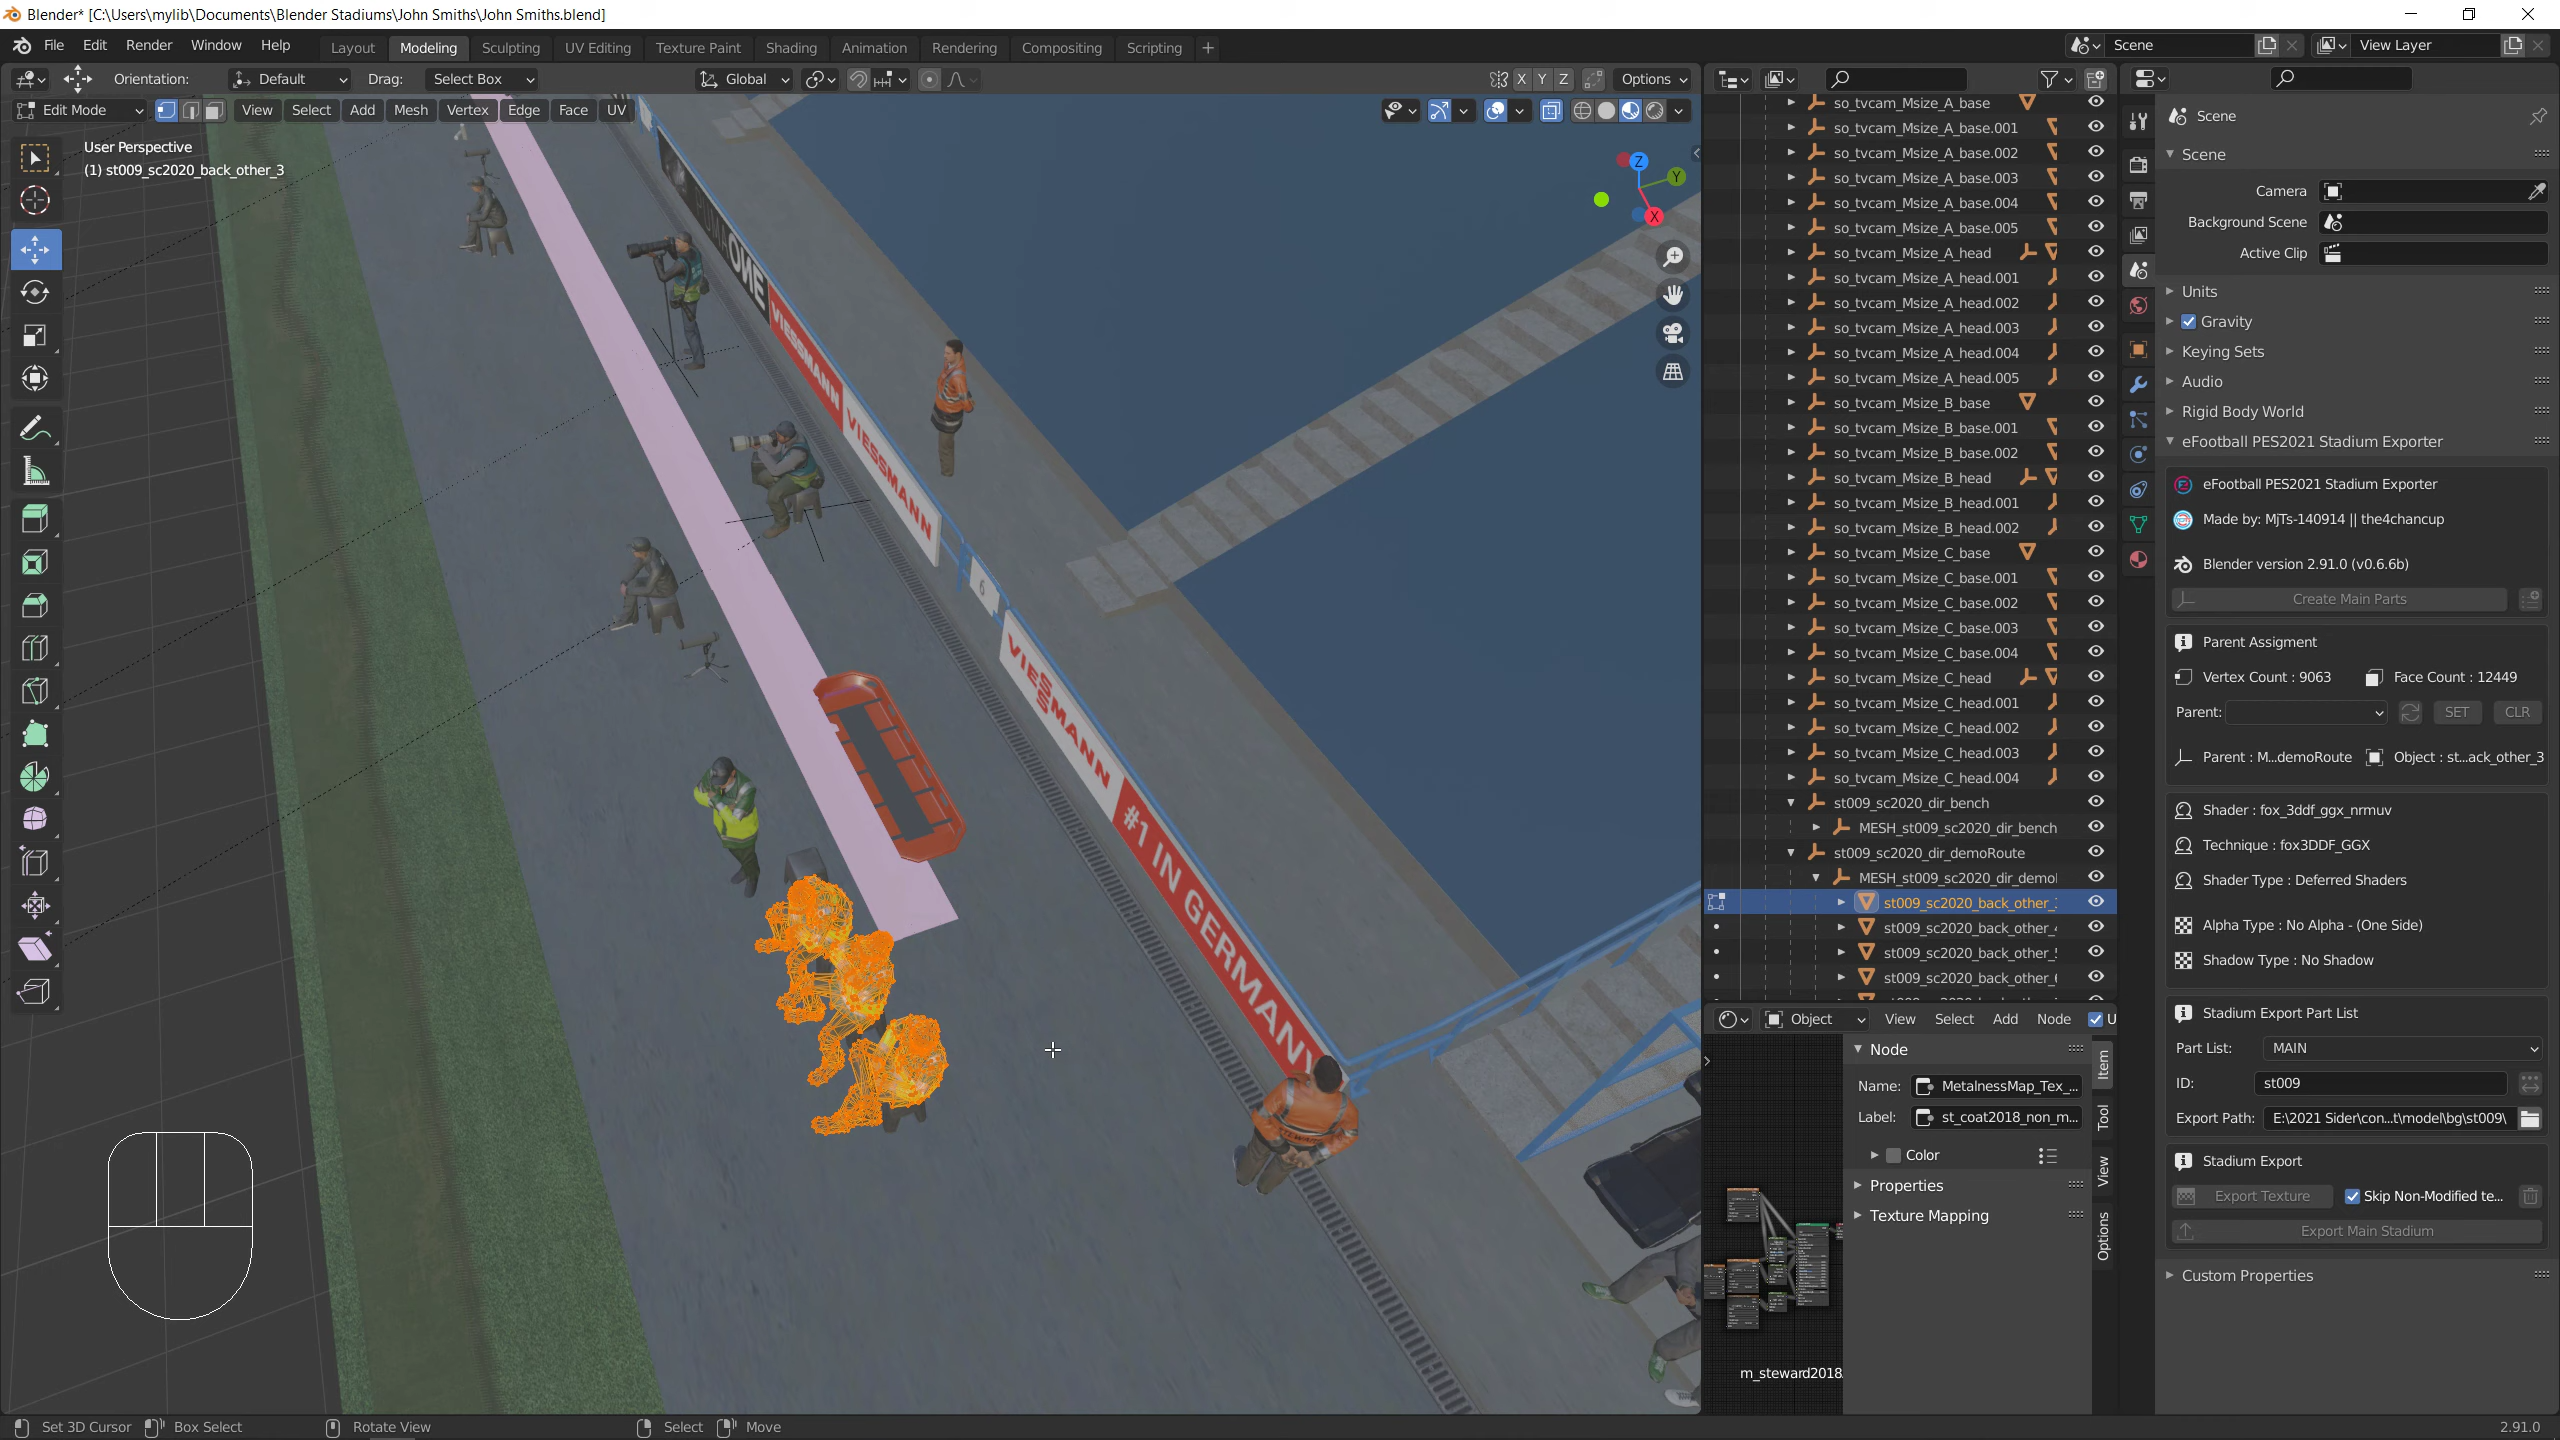 Blender* [C:\Users\mylib\Documents\Blender Stadiums\John Smiths\John Smiths.blend]
File Edit Render Window Help Layout Modeling Sculpting UV Editing Texture Paint Shading Animation Rendering Compositing Scripting + Scene View Layer
Orientation: Default Drag: Select Box Global X Y Z Options
Edit Mode View Select Add Mesh Vertex Edge Face UV
User Perspective
(1) st009_sc2020_back_other_3
Z
Y
X
PUMA
ONE
VIESSMANN
VIESSMANN
6
VIESSMANN
VIES
#1 IN GERMANY
so_tvcam_Msize_A_base
so_tvcam_Msize_A_base.001
so_tvcam_Msize_A_base.002
so_tvcam_Msize_A_base.003
so_tvcam_Msize_A_base.004
so_tvcam_Msize_A_base.005
so_tvcam_Msize_A_head
so_tvcam_Msize_A_head.001
so_tvcam_Msize_A_head.002
so_tvcam_Msize_A_head.003
so_tvcam_Msize_A_head.004
so_tvcam_Msize_A_head.005
so_tvcam_Msize_B_base
so_tvcam_Msize_B_base.001
so_tvcam_Msize_B_base.002
so_tvcam_Msize_B_head
so_tvcam_Msize_B_head.001
so_tvcam_Msize_B_head.002
so_tvcam_Msize_C_base
so_tvcam_Msize_C_base.001
so_tvcam_Msize_C_base.002
so_tvcam_Msize_C_base.003
so_tvcam_Msize_C_base.004
so_tvcam_Msize_C_head
so_tvcam_Msize_C_head.001
so_tvcam_Msize_C_head.002
so_tvcam_Msize_C_head.003
so_tvcam_Msize_C_head.004
st009_sc2020_dir_bench
MESH_st009_sc2020_dir_bench
st009_sc2020_dir_demoRoute
MESH_st009_sc2020_dir_demo
st009_sc2020_back_other_
st009_sc2020_back_other_
st009_sc2020_back_other_
st009_sc2020_back_other_
Object View Select Add Node U
Node
Name: MetalnessMap_Tex_...
Label: st_coat2018_non_m...
Color
Properties
Texture Mapping
Item
Tool
View
Options
m_steward2018
Scene
Scene
Camera
Background Scene
Active Clip
Units
Gravity
Keying Sets
Audio
Rigid Body World
eFootball PES2021 Stadium Exporter
eFootball PES2021 Stadium Exporter
Made by: MjTs-140914 || the4chancup
Blender version 2.91.0 (v0.6.6b)
Create Main Parts
Parent Assigment
Vertex Count : 9063 Face Count : 12449
Parent: SET CLR
Parent : M...demoRoute Object : st...ack_other_3
Shader : fox_3ddf_ggx_nrmuv
Technique : fox3DDF_GGX
Shader Type : Deferred Shaders
Alpha Type : No Alpha - (One Side)
Shadow Type : No Shadow
Stadium Export Part List
Part List: MAIN
ID: st009
Export Path: E:\2021 Sider\con...t\model\bg\st009\
Stadium Export
Export Texture Skip Non-Modified te...
Export Main Stadium
Custom Properties
Set 3D Cursor Box Select Rotate View Select Move 2.91.0